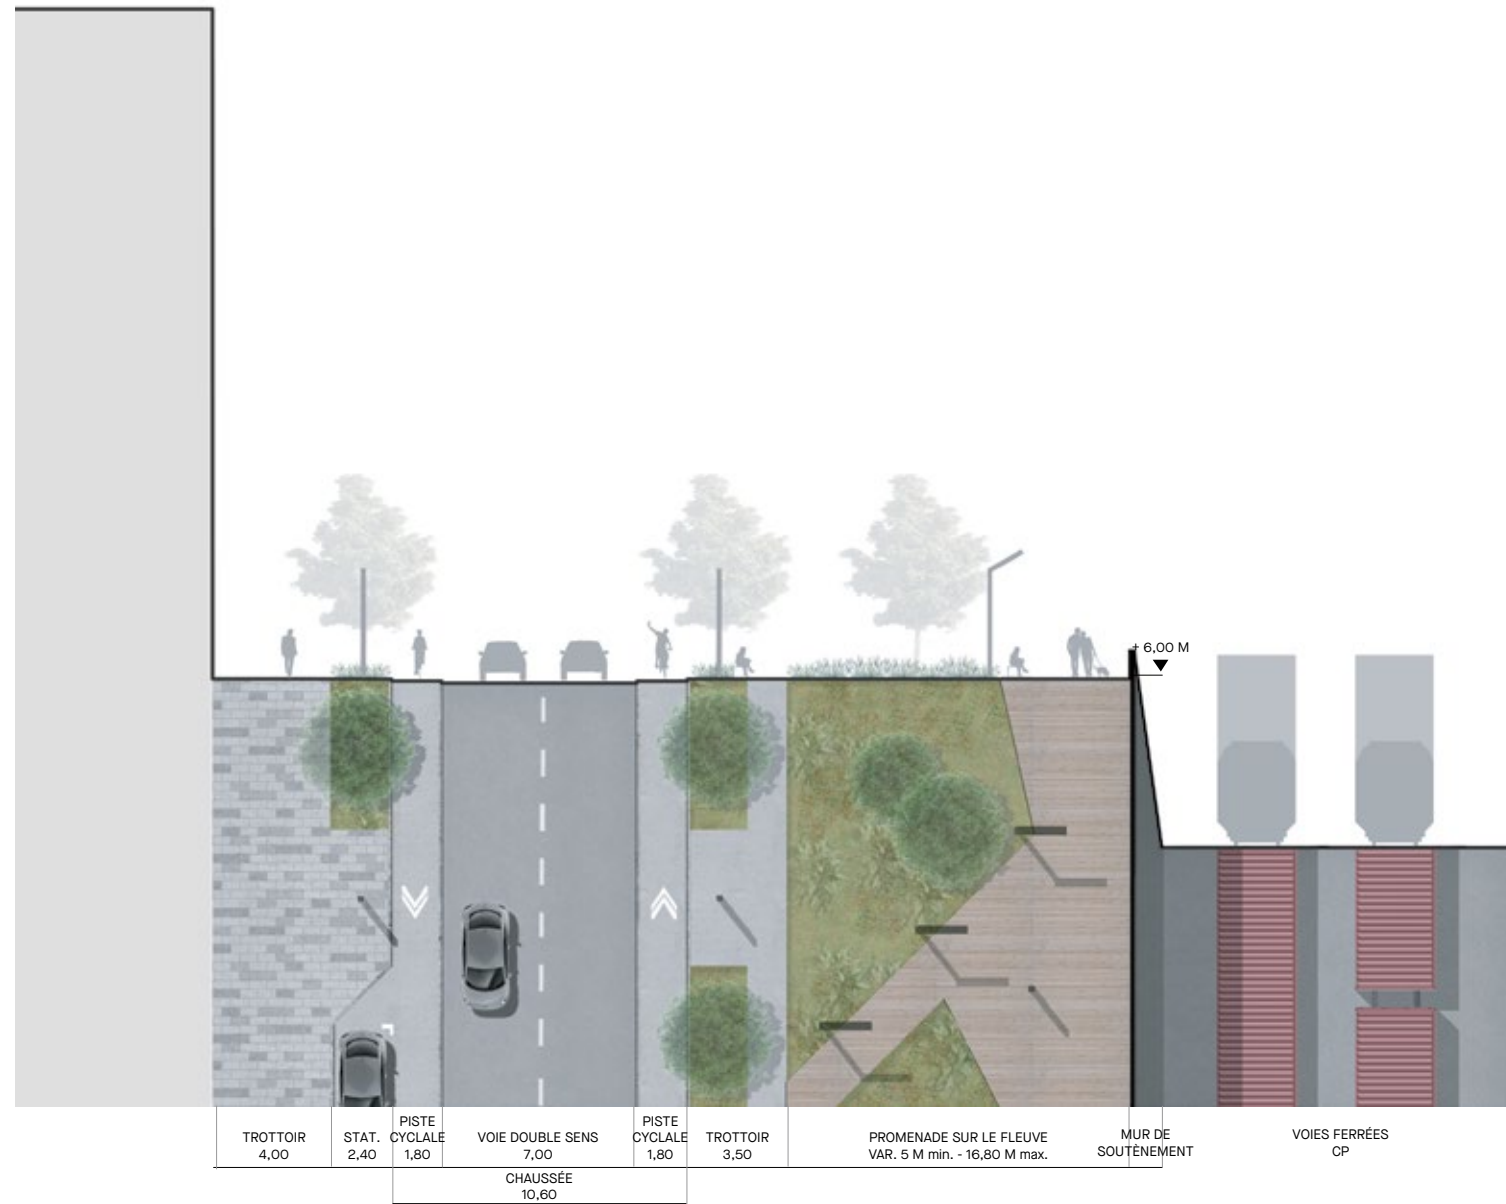 + 6,00 M
TROTTOIR
4,00
STAT.
2,40
PISTE
CYCLALE
1,80
VOIE DOUBLE SENS
7,00
PISTE
CYCLALE
1,80
TROTTOIR
3,50
PROMENADE SUR LE FLEUVE
VAR. 5 M min. - 16,80 M max.
MUR DE
SOUTÈNEMENT
VOIES FERRÉES
CP
CHAUSSÉE
10,60